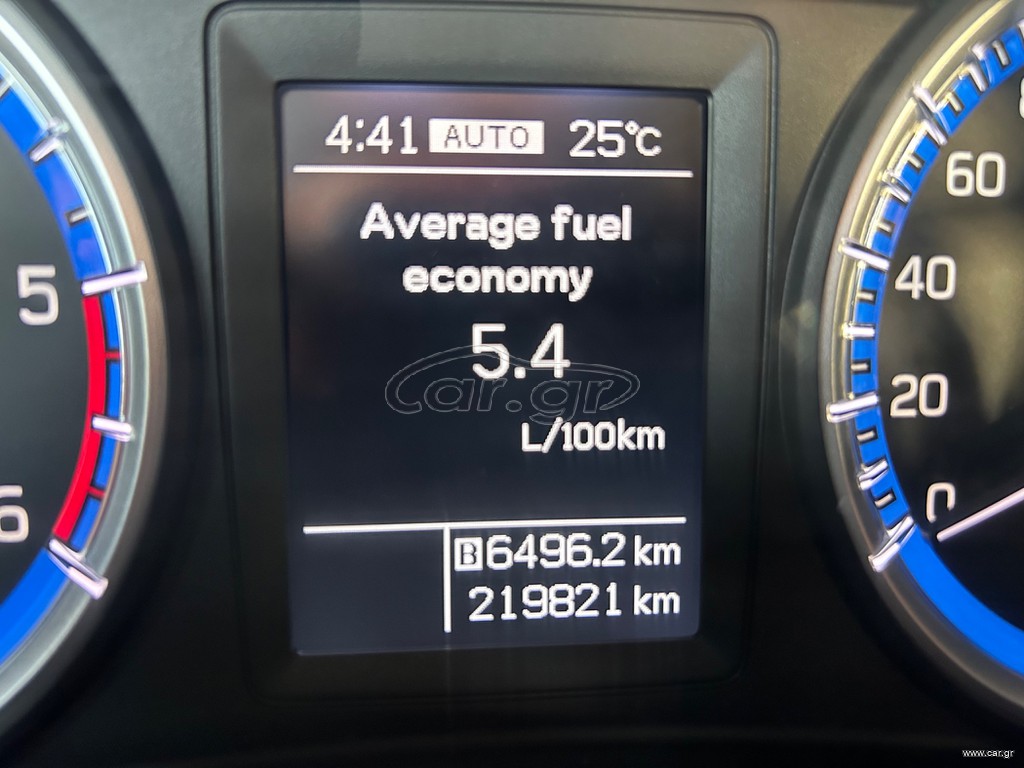 4:41 AUTO 25°C
Average fuel
economy
5.4
car.gr
L/100km
B 6496.2 km
219821 km
5
6
60
40
20
0
www.car.gr